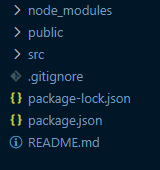 node_modules
public
src
.gitignore
package-lock.json
package.json
README.md